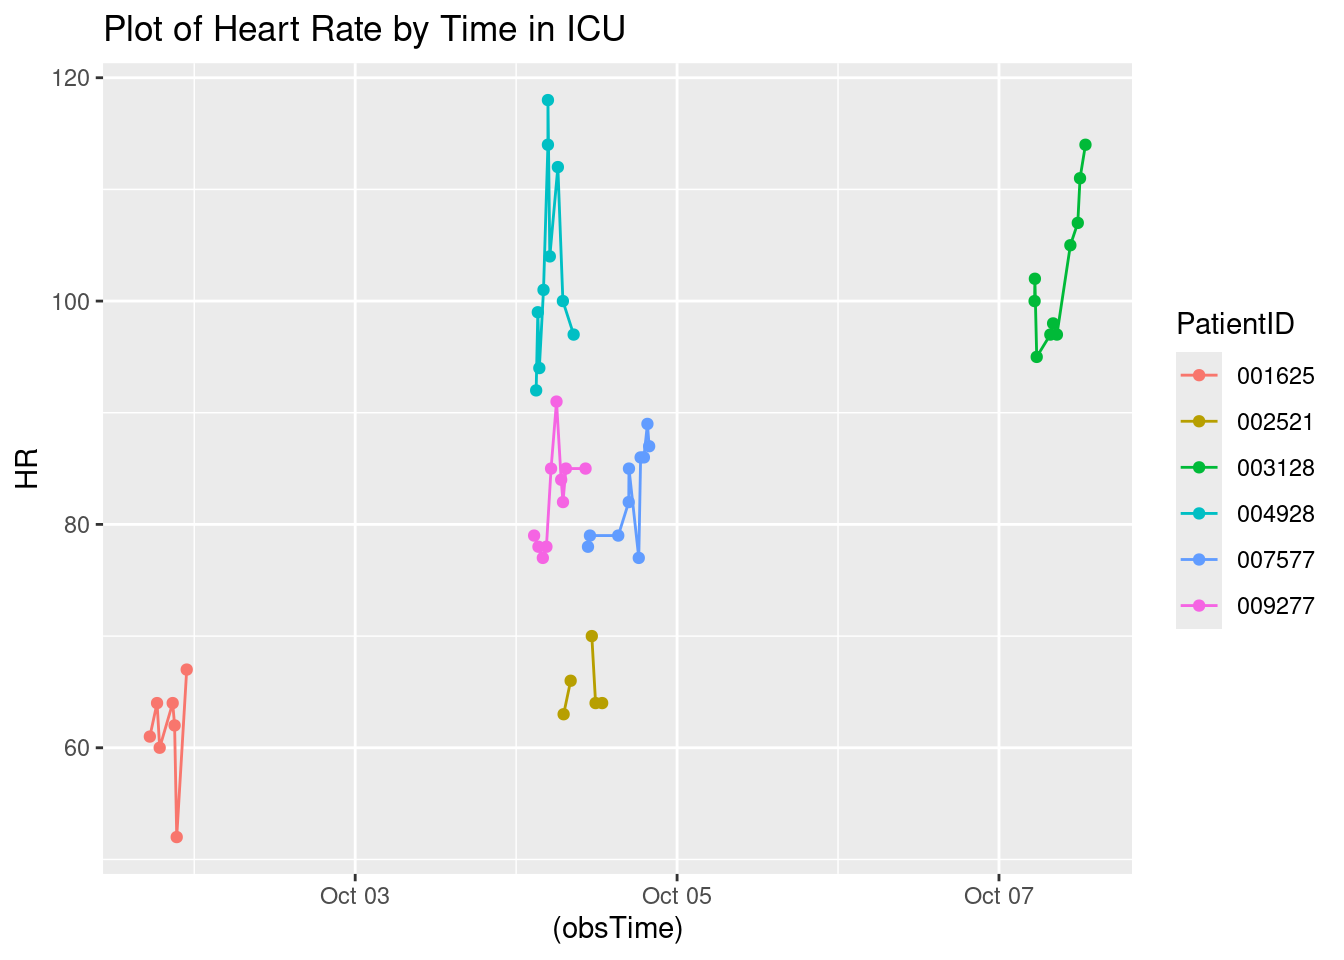 Plot of Heart Rate by Time in ICU
120
100
80
60
HR
Oct 03
Oct 05
Oct 07
(obsTime)
PatientID
001625
002521
003128
004928
007577
009277